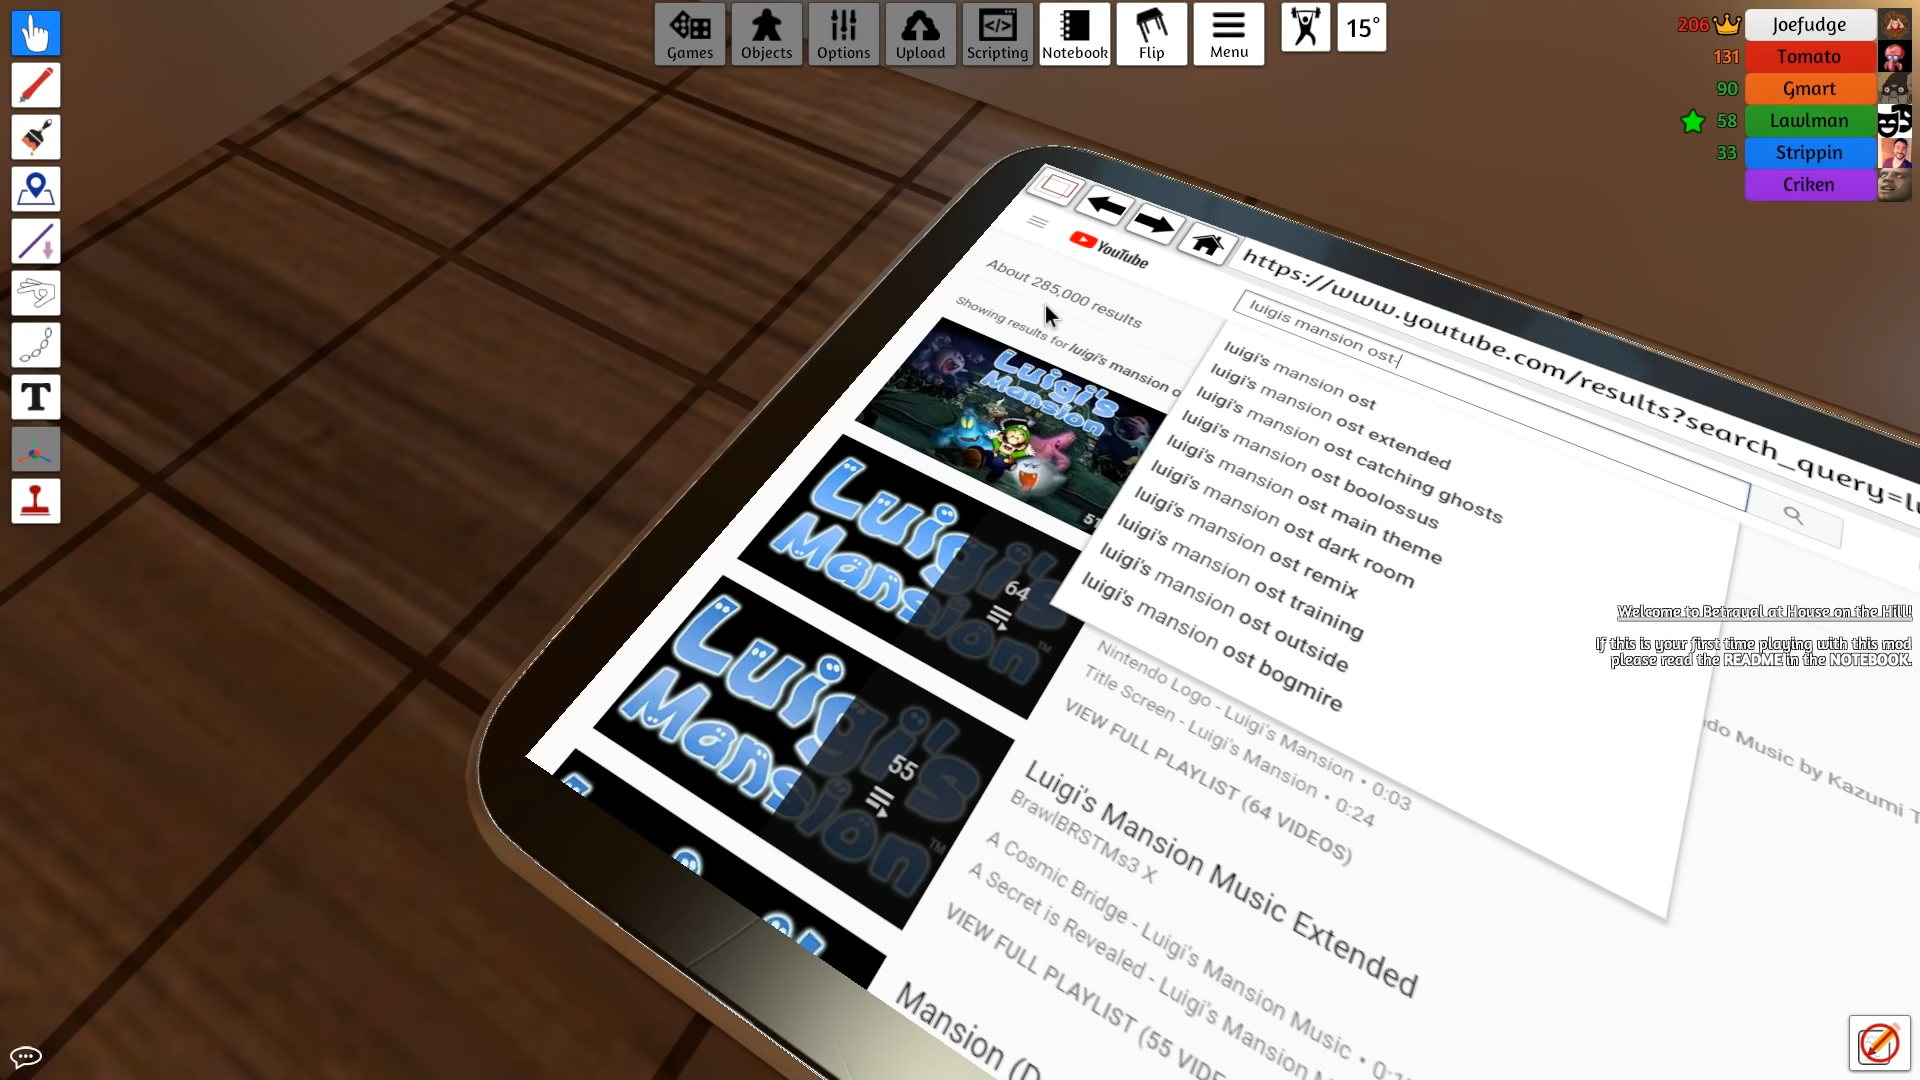 Games
Objects
Options
Upload
Scripting
Notebook
Flip
Menu
15°
206
Joefudge
131
Tomato
90
Gmart
58
Lawlman
33
Strippin
Criken
YouTube
https://www.youtube.com/results?search_query=lu
luigis mansion ost-
About 285,000 results
Showing results for luigi's mansion o
luigi's mansion ost
luigi's mansion ost extended
luigi's mansion ost catching ghosts
luigi's mansion ost boolossus
luigi's mansion ost main theme
luigi's mansion ost dark room
luigi's mansion ost remix
luigi's mansion ost training
luigi's mansion ost outside
luigi's mansion ost bogmire
Luigi's
Mansion
51
Luigi's
Mansion™
64
Luigi's
Mansion™
55
Nintendo Logo - Luigi's Mansion • 0:03
Title Screen - Luigi's Mansion • 0:24
VIEW FULL PLAYLIST (64 VIDEOS)
Luigi's Mansion Music Extended
BrawlBRSTMs3 X
A Cosmic Bridge - Luigi's Mansion Music •
A Secret is Revealed - Luigi's Mansion
VIEW FULL PLAYLIST (55 VIDE
Mansion
do Music by Kazumi T
Welcome to Betrayal at House on the Hill!
If this is your first time playing with this mod
please read the README in the NOTEBOOK.